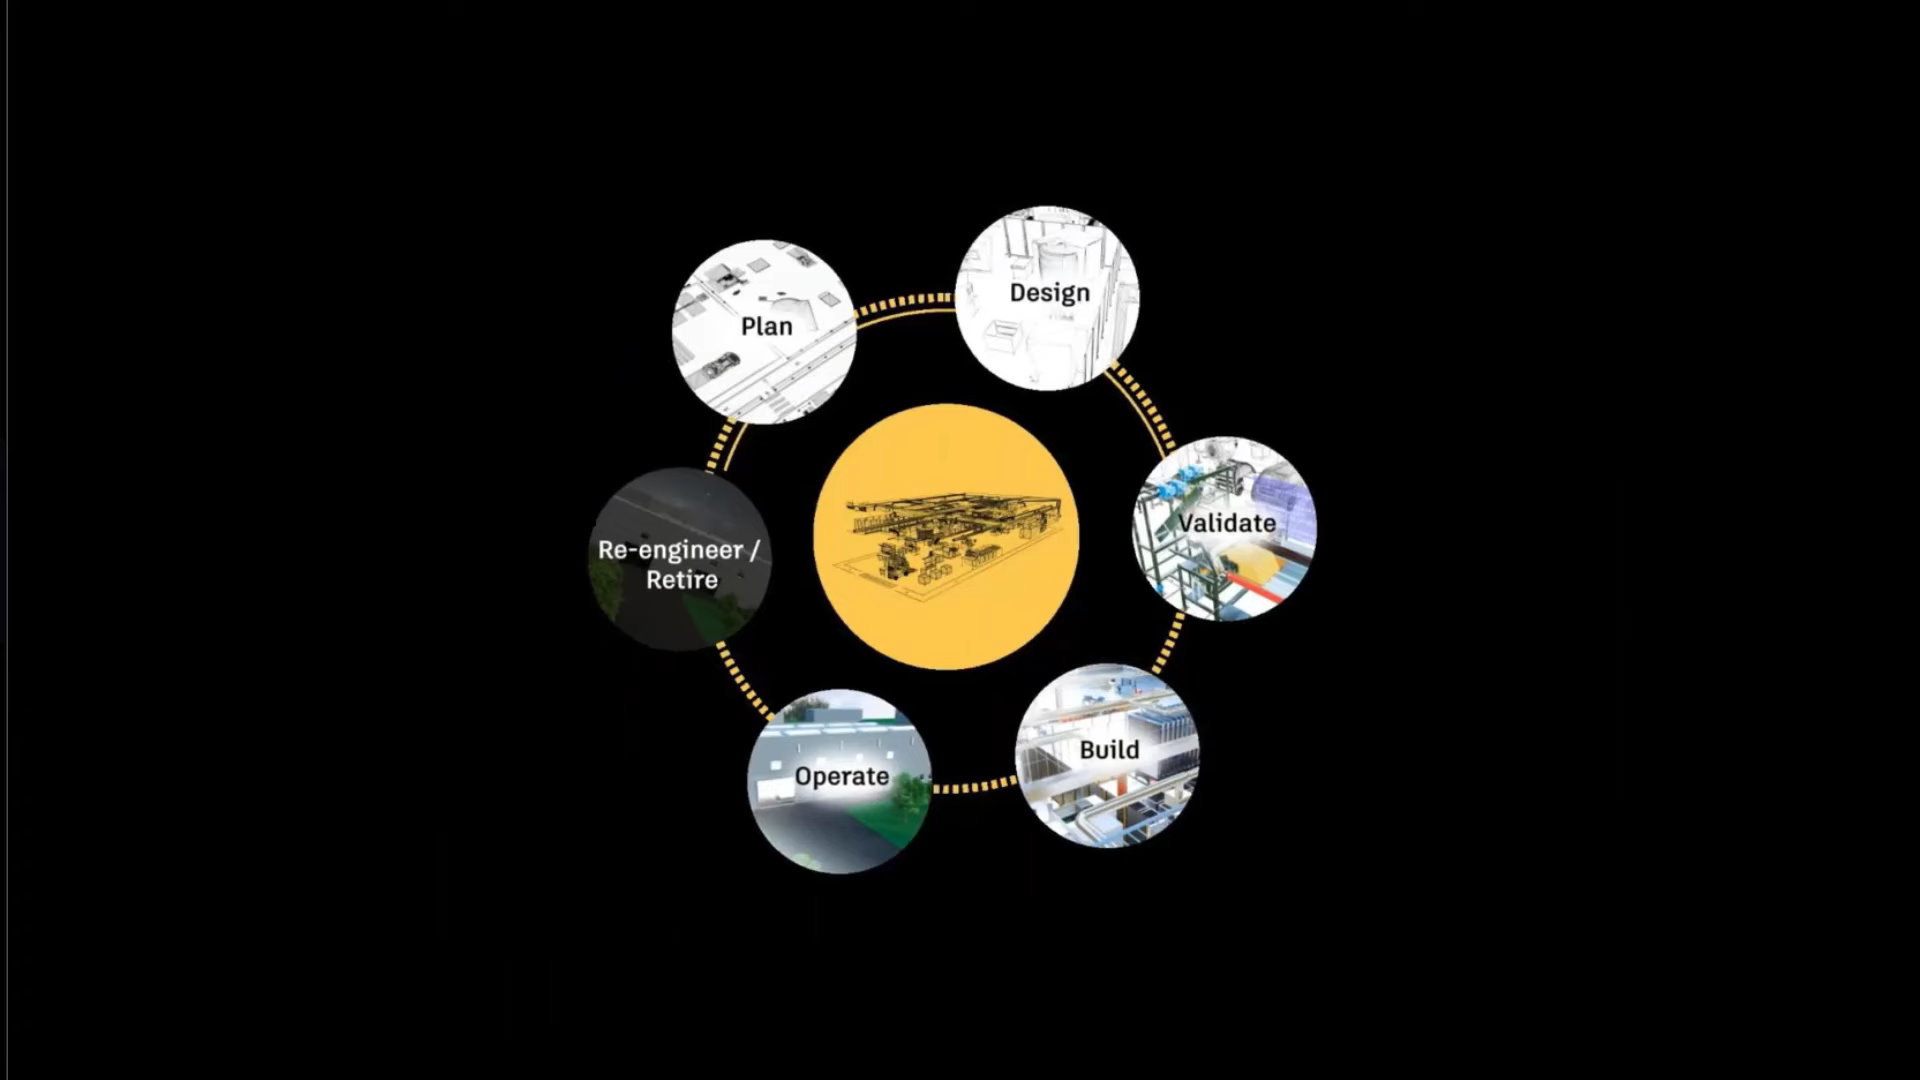 Plan
Design
Validate
Build
Operate
Re-engineer /
Retire